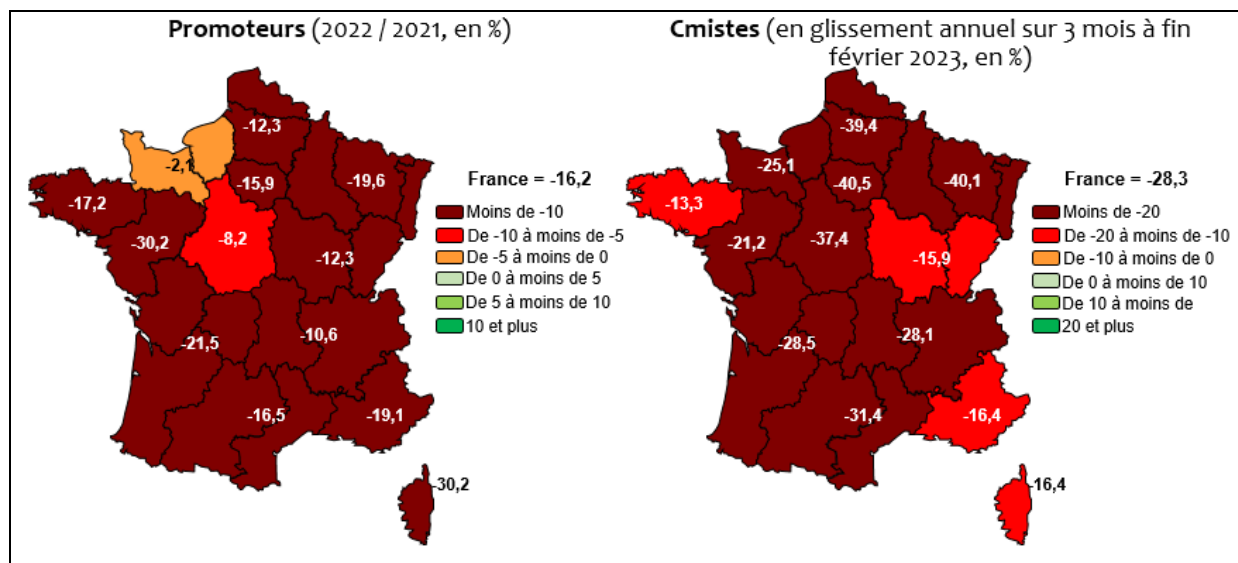 Promoteurs (2022 / 2021, en %)
-12,3
-2,1
-15,9
-19,6
-17,2
-30,2
-8,2
-12,3
-21,5
-10,6
-16,5
-19,1
-30,2
France = -16,2
Moins de -10
De -10 à moins de -5
De -5 à moins de 0
De 0 à moins de 5
De 5 à moins de 10
10 et plus
Cmistes (en glissement annuel sur 3 mois à fin
février 2023, en %)
-39,4
-25,1
-40,5
-40,1
-13,3
-21,2
-37,4
-15,9
-28,5
-28,1
-31,4
-16,4
-16,4
France = -28,3
Moins de -20
De -20 à moins de -10
De -10 à moins de 0
De 0 à moins de 10
De 10 à moins de
20 et plus